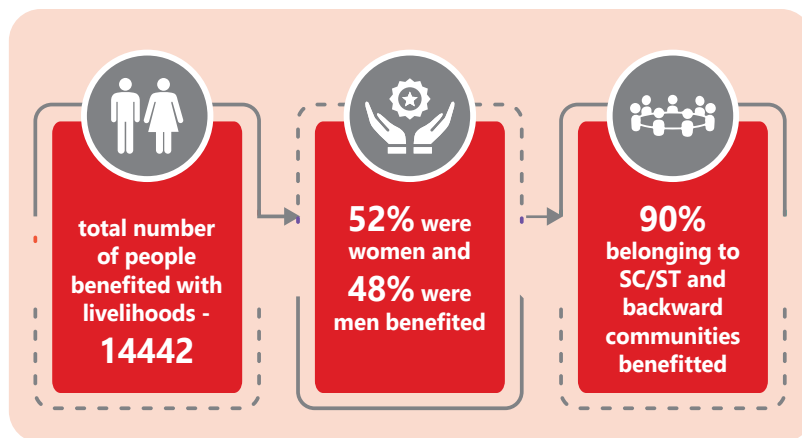 total number
of people
benefited with
livelihoods -
14442
52% were
women and
48% were
men benefited
90%
belonging to
SC/ST and
backward
communities
benefitted